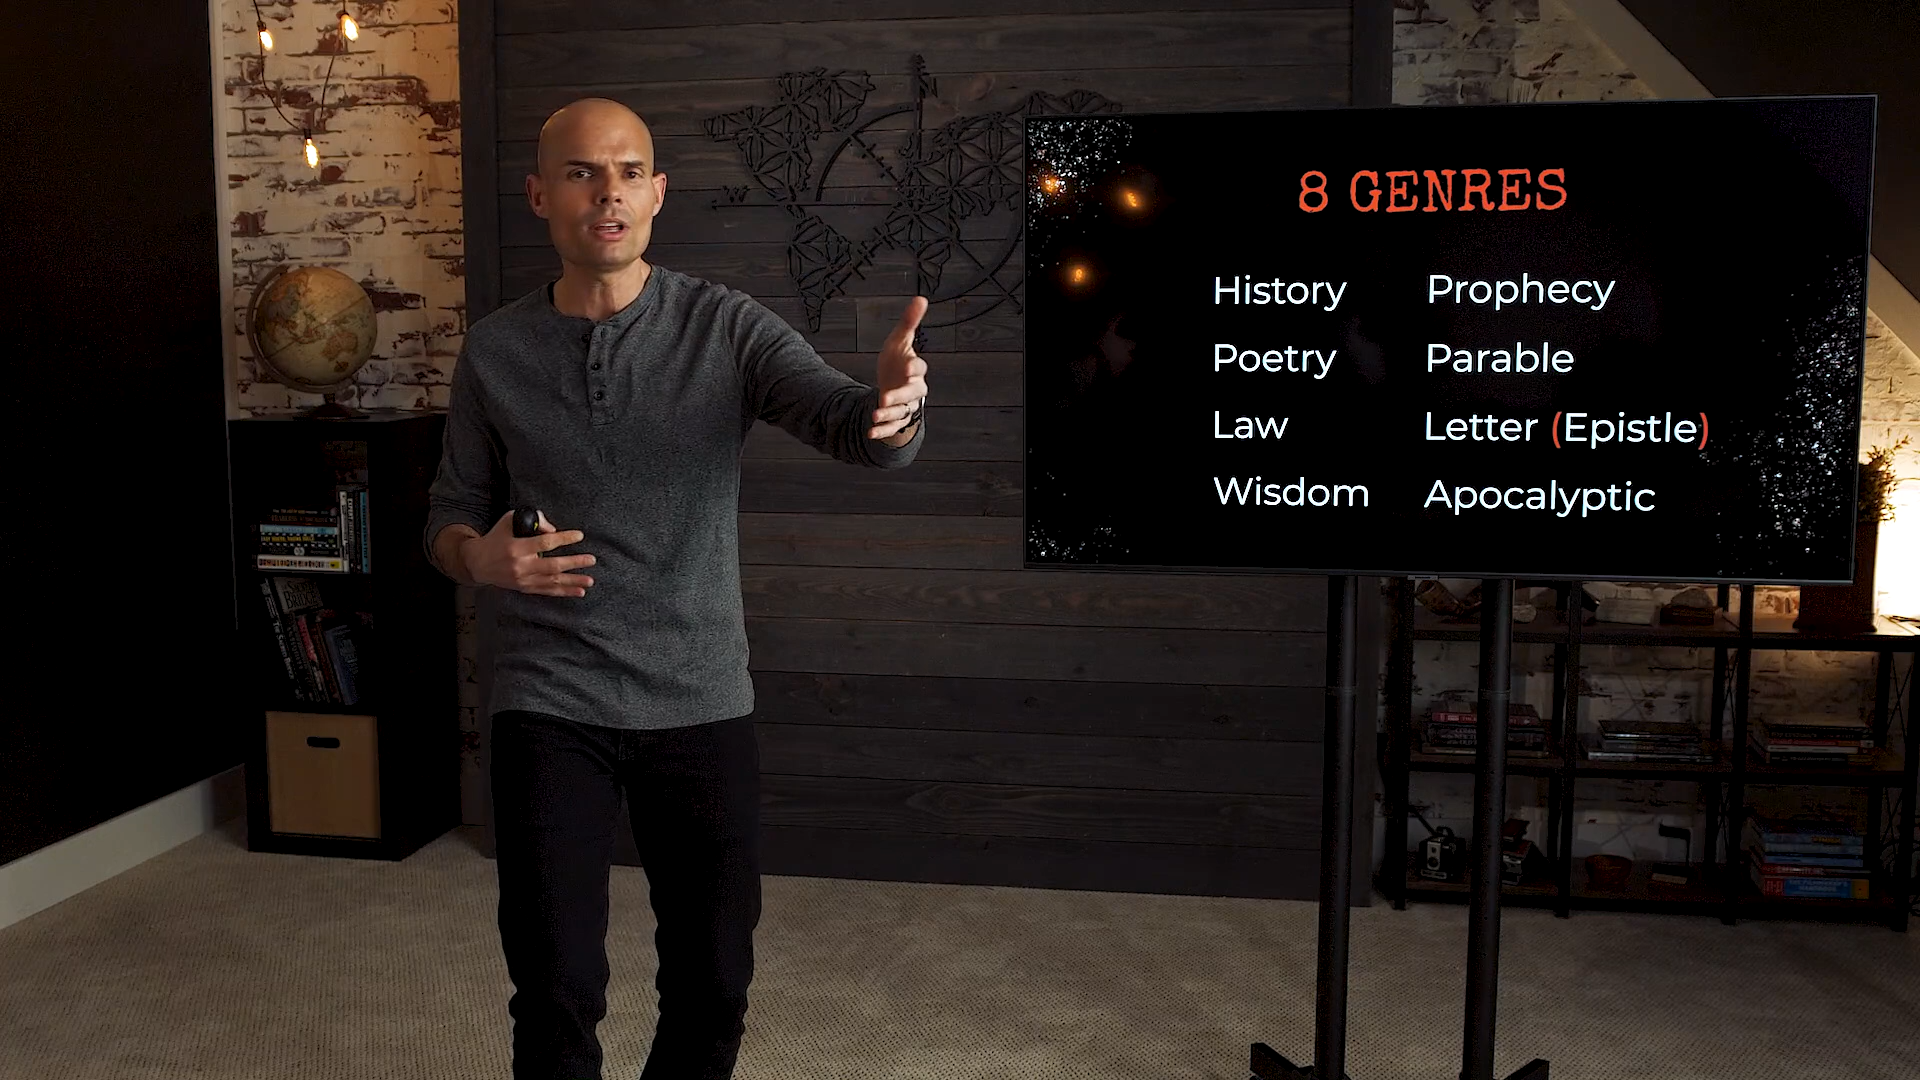 8 GENRES
History
Poetry
Law
Wisdom
Prophecy
Parable
Letter (Epistle)
Apocalyptic
W